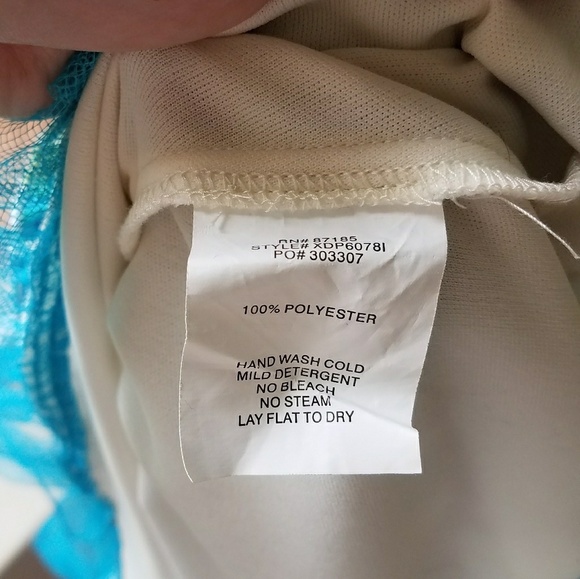 RN# 87185
STYLE# XDP6078I
PO# 303307
100% POLYESTER
HAND WASH COLD
MILD DETERGENT
NO BLEACH
NO STEAM
LAY FLAT TO DRY